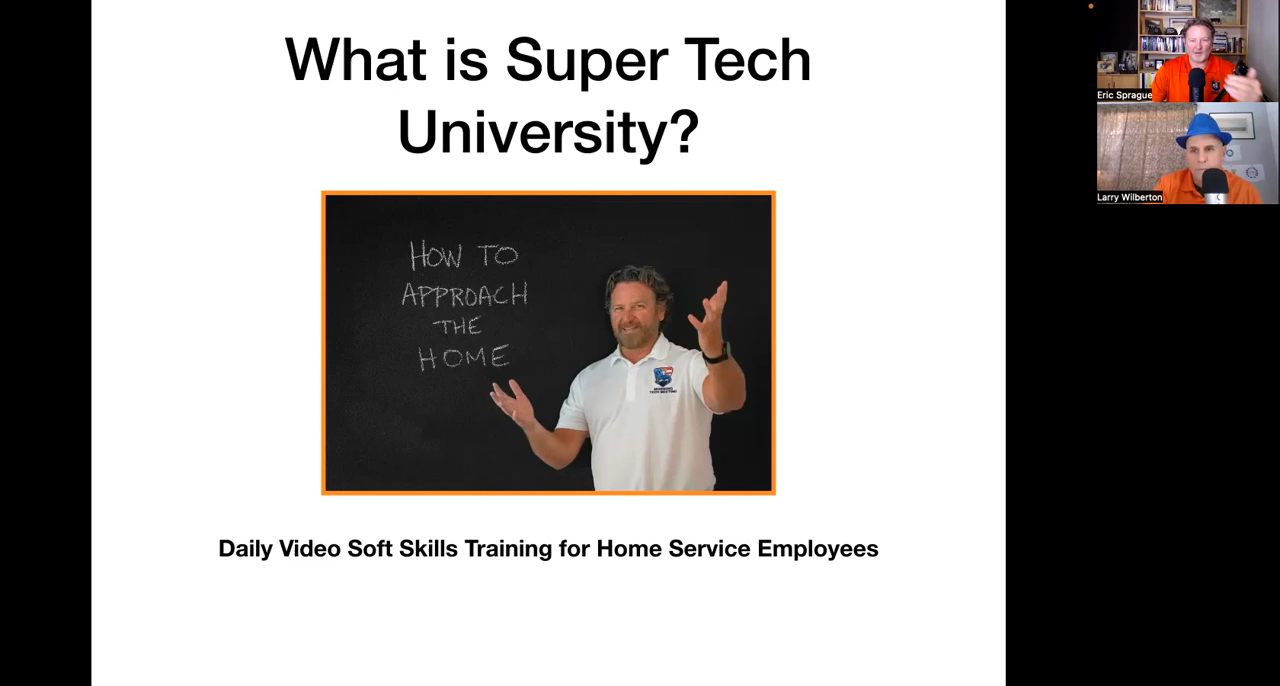 What is Super Tech
University?
HOW TO
APPROACH
THE
HOME
Daily Video Soft Skills Training for Home Service Employees
Eric Sprague
Larry Wilberton